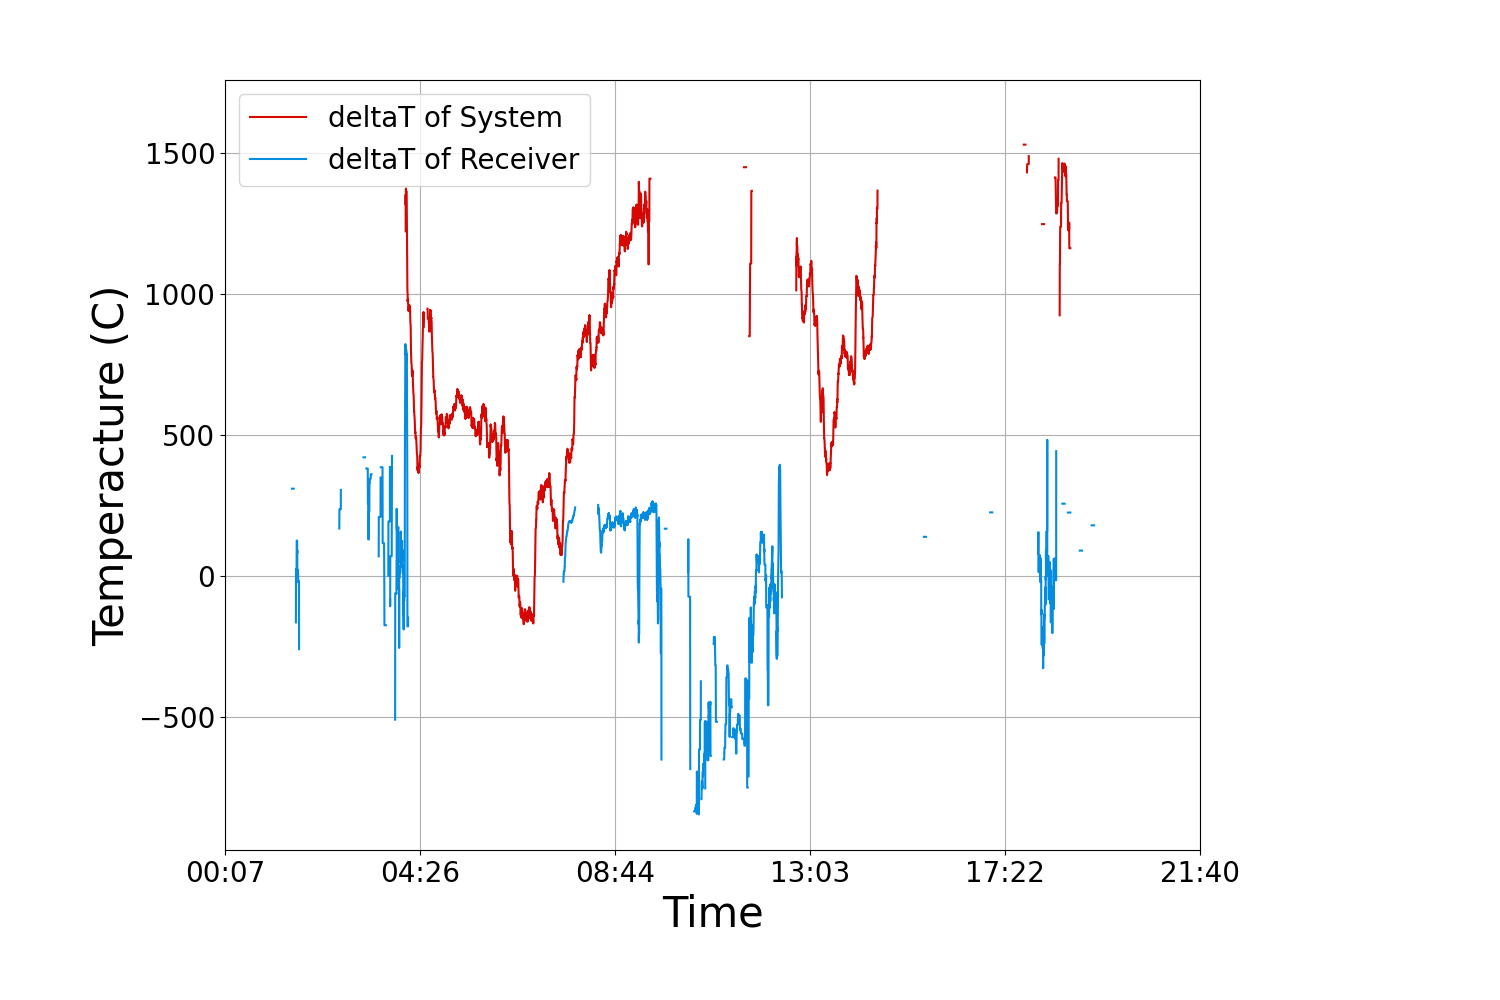 deltaT of System
deltaT of Receiver
1500
1000
500
0
−500
Temperacture (C)
00:07 04:26 08:44 13:03 17:22 21:40
Time